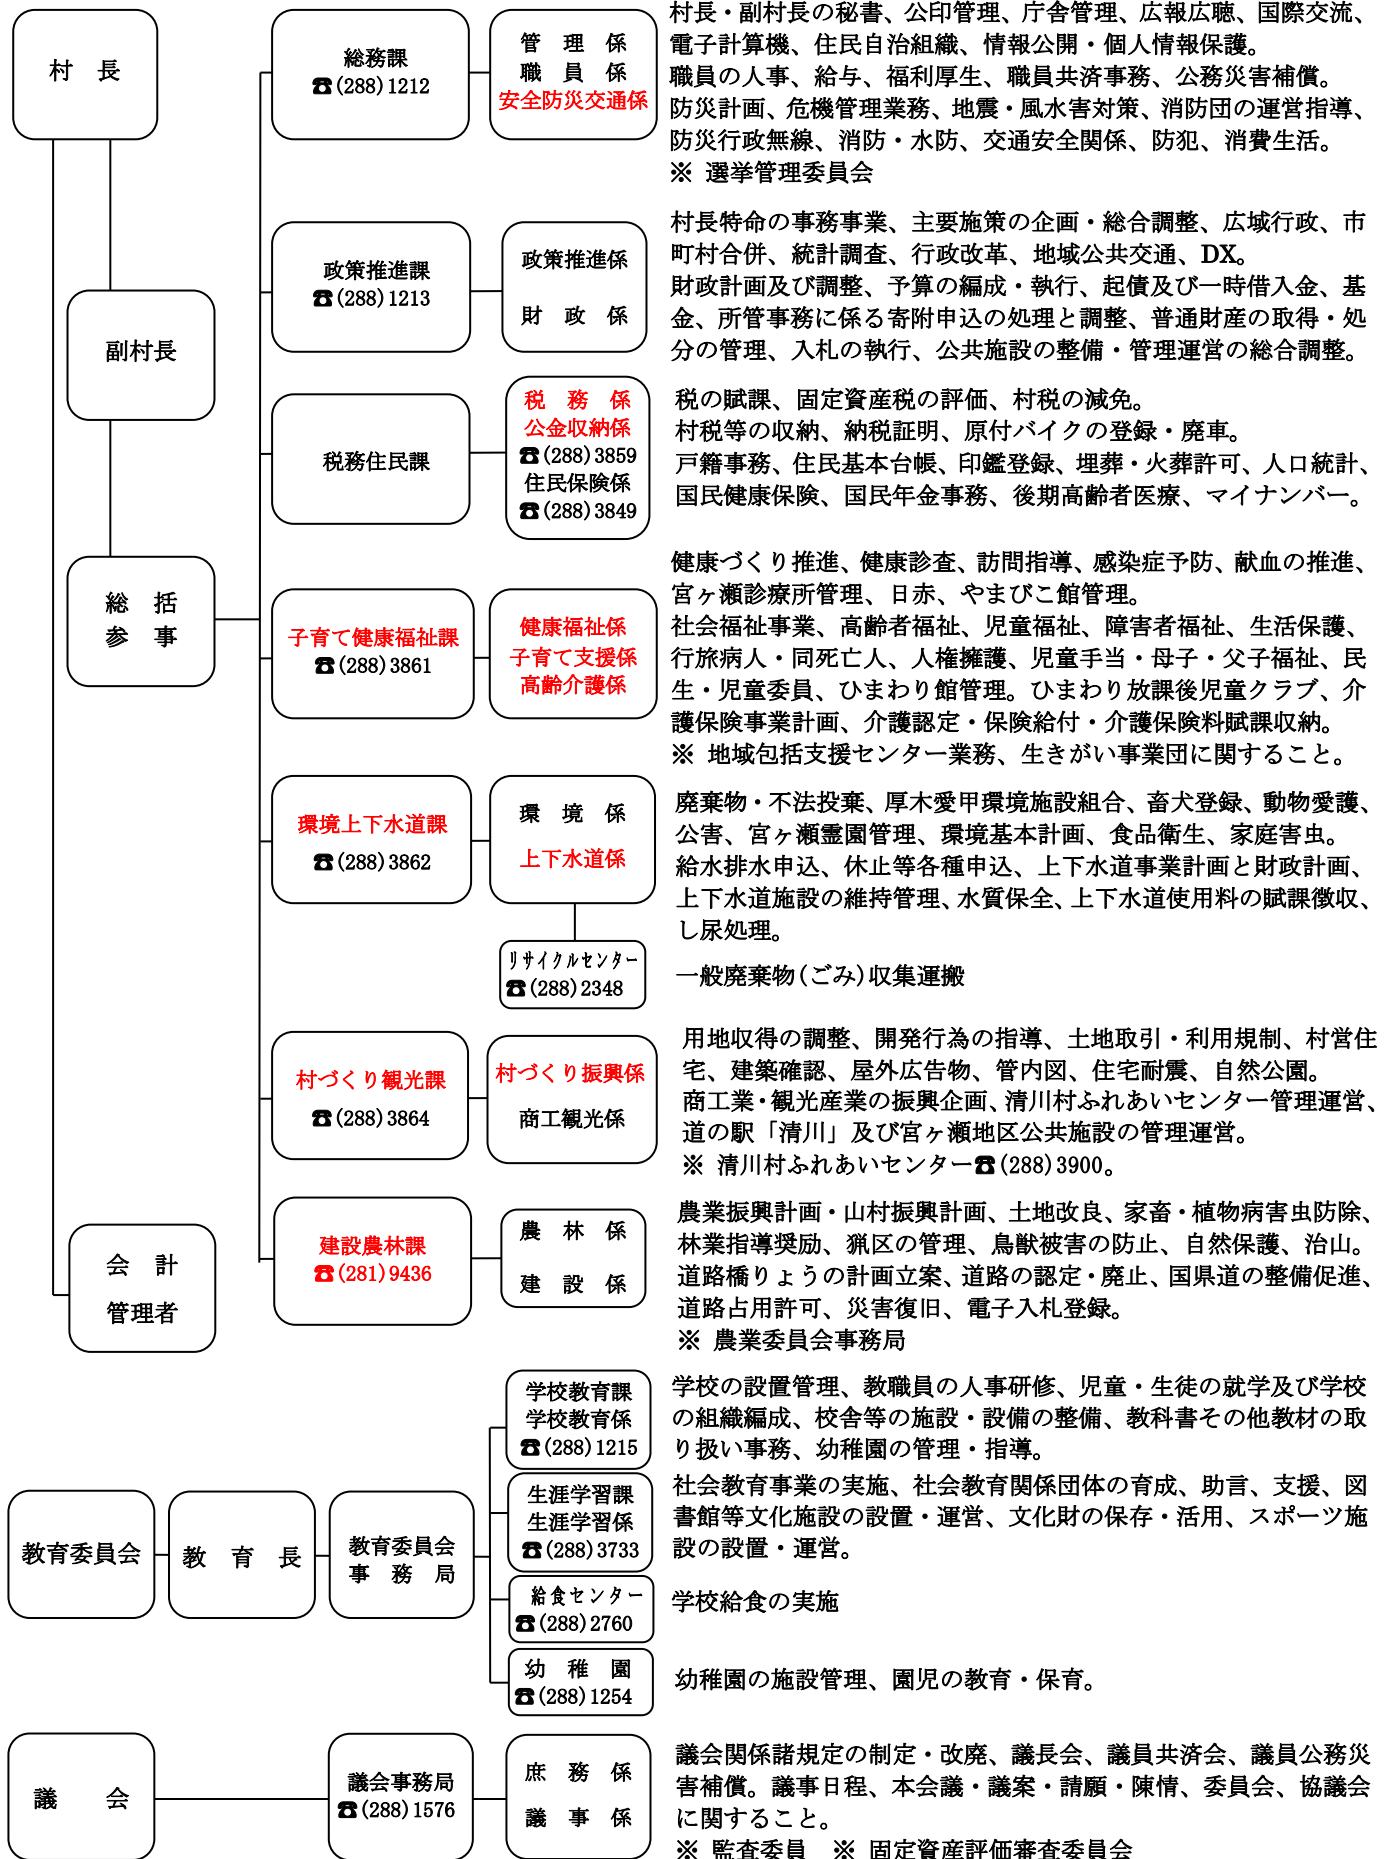 村　長
副村長
総　括
参　事
会　計
管理者
総務課
☎(288)1212
管　理　係
職　員　係
安全防災交通係
村長・副村長の秘書、公印管理、庁舎管理、広報広聴、国際交流、
電子計算機、住民自治組織、情報公開・個人情報保護。
職員の人事、給与、福利厚生、職員共済事務、公務災害補償。
防災計画、危機管理業務、地震・風水害対策、消防団の運営指導、
防災行政無線、消防・水防、交通安全関係、防犯、消費生活。
※ 選挙管理委員会
政策推進課
☎(288)1213
政策推進係
財　政　係
村長特命の事務事業、主要施策の企画・総合調整、広域行政、市
町村合併、統計調査、行政改革、地域公共交通、DX。
財政計画及び調整、予算の編成・執行、起債及び一時借入金、基
金、所管事務に係る寄附申込の処理と調整、普通財産の取得・処
分の管理、入札の執行、公共施設の整備・管理運営の総合調整。
税務住民課
税　務　係
公金収納係
☎(288)3859
住民保険係
☎(288)3849
税の賦課、固定資産税の評価、村税の減免。
村税等の収納、納税証明、原付バイクの登録・廃車。
戸籍事務、住民基本台帳、印鑑登録、埋葬・火葬許可、人口統計、
国民健康保険、国民年金事務、後期高齢者医療、マイナンバー。
子育て健康福祉課
☎(288)3861
健康福祉係
子育て支援係
高齢介護係
健康づくり推進、健康診査、訪問指導、感染症予防、献血の推進、
宮ヶ瀬診療所管理、日赤、やまびこ館管理。
社会福祉事業、高齢者福祉、児童福祉、障害者福祉、生活保護、
行旅病人・同死亡人、人権擁護、児童手当・母子・父子福祉、民
生・児童委員、ひまわり館管理。ひまわり放課後児童クラブ、介
護保険事業計画、介護認定・保険給付・介護保険料賦課収納。
※ 地域包括支援センター業務、生きがい事業団に関すること。
環境上下水道課
☎(288)3862
環　境　係
上下水道係
廃棄物・不法投棄、厚木愛甲環境施設組合、畜犬登録、動物愛護、
公害、宮ヶ瀬霊園管理、環境基本計画、食品衛生、家庭害虫。
給水排水申込、休止等各種申込、上下水道事業計画と財政計画、
上下水道施設の維持管理、水質保全、上下水道使用料の賦課徴収、
し尿処理。
リサイクルセンター
☎(288)2348
一般廃棄物(ごみ)収集運搬
村づくり観光課
☎(288)3864
村づくり振興係
商工観光係
用地収得の調整、開発行為の指導、土地取引・利用規制、村営住
宅、建築確認、屋外広告物、管内図、住宅耐震、自然公園。
商工業・観光産業の振興企画、清川村ふれあいセンター管理運営、
道の駅「清川」及び宮ヶ瀬地区公共施設の管理運営。
※ 清川村ふれあいセンター☎(288)3900。
建設農林課
☎(281)9436
農　林　係
建　設　係
農業振興計画・山村振興計画、土地改良、家畜・植物病害虫防除、
林業指導奨励、猟区の管理、鳥獣被害の防止、自然保護、治山。
道路橋りょうの計画立案、道路の認定・廃止、国県道の整備促進、
道路占用許可、災害復旧、電子入札登録。
※ 農業委員会事務局
教育委員会
教　育　長
教育委員会
事　務　局
学校教育課
学校教育係
☎(288)1215
学校の設置管理、教職員の人事研修、児童・生徒の就学及び学校
の組織編成、校舎等の施設・設備の整備、教科書その他教材の取
り扱い事務、幼稚園の管理・指導。
生涯学習課
生涯学習係
☎(288)3733
社会教育事業の実施、社会教育関係団体の育成、助言、支援、図
書館等文化施設の設置・運営、文化財の保存・活用、スポーツ施
設の設置・運営。
給食センター
☎(288)2760
学校給食の実施
幼　稚　園
☎(288)1254
幼稚園の施設管理、園児の教育・保育。
議　　会
議会事務局
☎(288)1576
庶　務　係
議　事　係
議会関係諸規定の制定・改廃、議長会、議員共済会、議員公務災
害補償。議事日程、本会議・議案・請願・陳情、委員会、協議会
に関すること。
※ 監査委員　※ 固定資産評価審査委員会